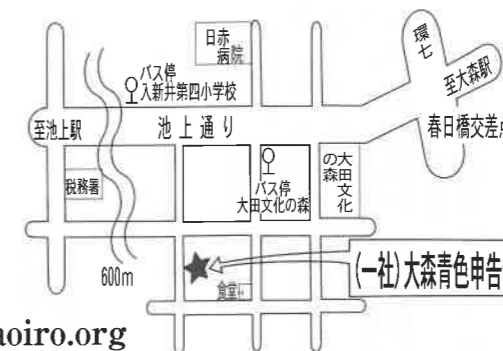 日赤
病院
環七
至大森駅
バス停
入新井第四小学校
至池上駅
池上通り
春日橋交差点
バス停
大田文化の森
大田文化
の森
税務署
600m
(一社)大森青色申告
食堂
aoiro.org